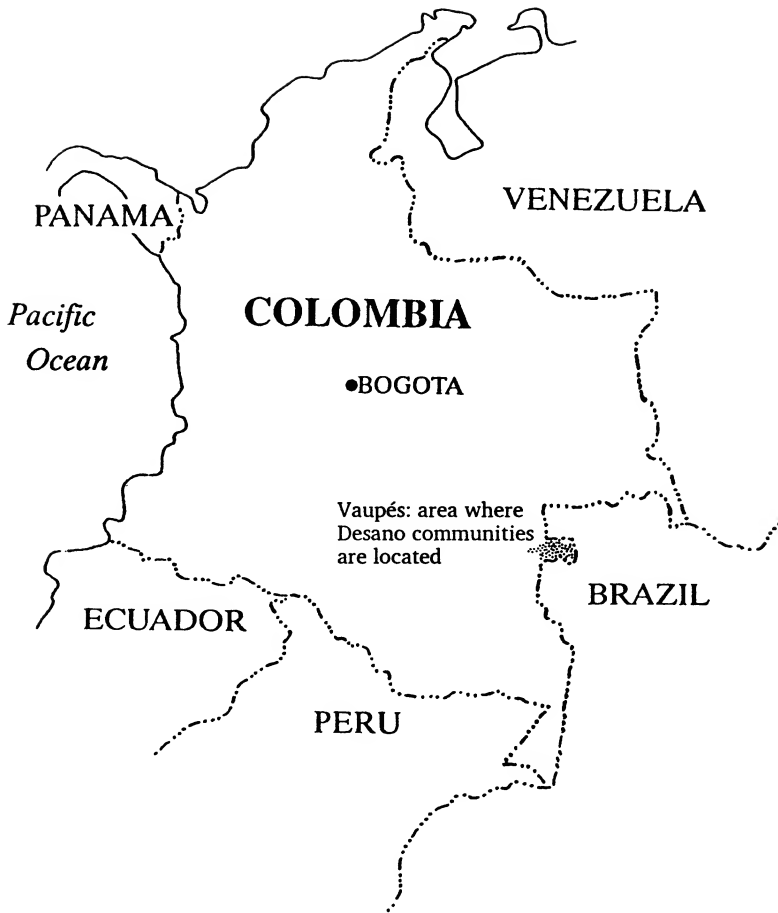 PANAMA
VENEZUELA
Pacific
Ocean
COLOMBIA
BOGOTA
Vaupés: area where
Desano communities
are located
BRAZIL
ECUADOR
PERU